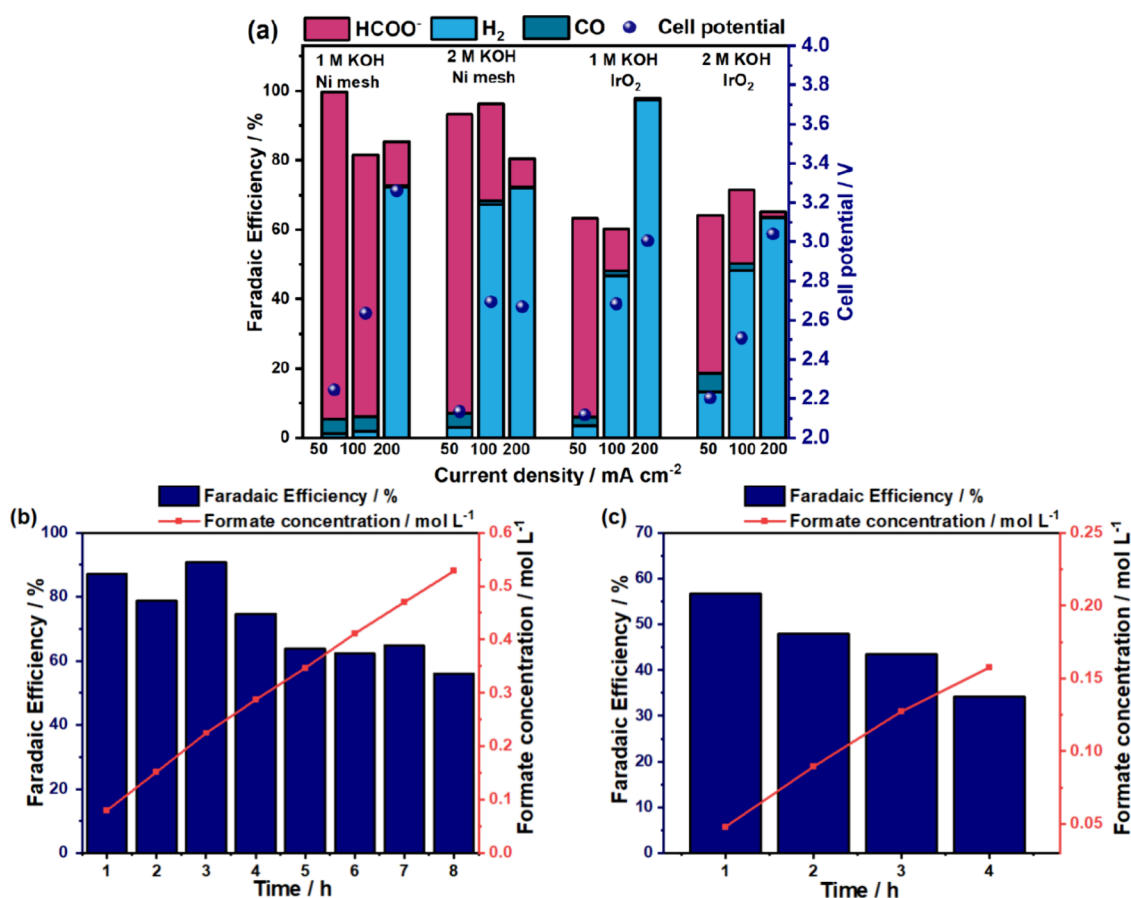 (a) HCOO⁻ H₂ CO Cell potential
1 M KOH
Ni mesh
2 M KOH
Ni mesh
1 M KOH
IrO₂
2 M KOH
IrO₂
Faradaic Efficiency / %
100
80
60
40
20
0
Cell potential / V
4.0
3.8
3.6
3.4
3.2
3.0
2.8
2.6
2.4
2.2
2.0
50 100 200 50 100 200 50 100 200 50 100 200
Current density / mA cm⁻²
(b)
Faradaic Efficiency / %
Formate concentration / mol L⁻¹
Faradaic Efficiency / %
100
80
60
40
20
0
Formate concentration / mol L⁻¹
0.6
0.5
0.4
0.3
0.2
0.1
0.0
1 2 3 4 5 6 7 8
Time / h
(c)
Faradaic Efficiency / %
Formate concentration / mol L⁻¹
Faradaic Efficiency / %
70
60
50
40
30
20
10
0
Formate concentration / mol L⁻¹
0.25
0.20
0.15
0.10
0.05
1 2 3 4
Time / h